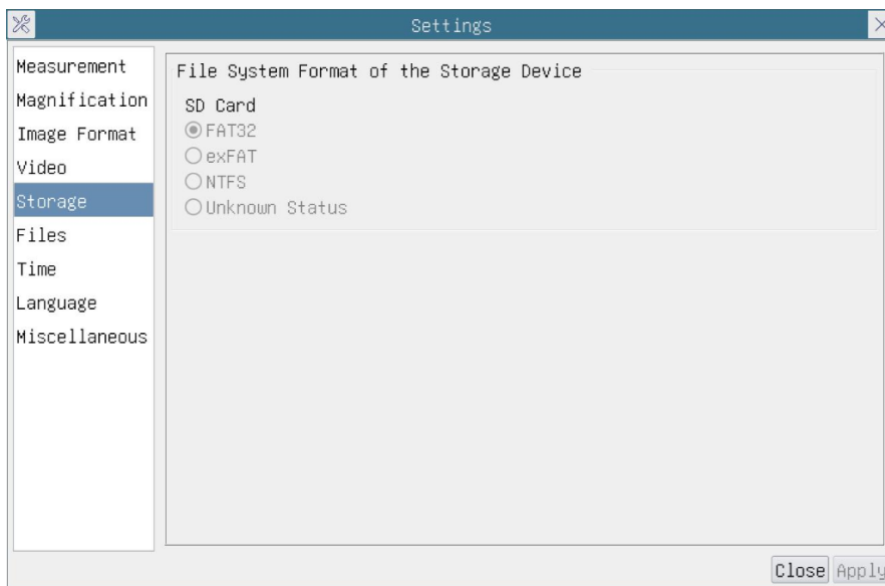 Settings
Measurement
Magnification
Image Format
Video
Storage
Files
Time
Language
Miscellaneous
File System Format of the Storage Device
SD Card
FAT32
exFAT
NTFS
Unknown Status
Close Apply